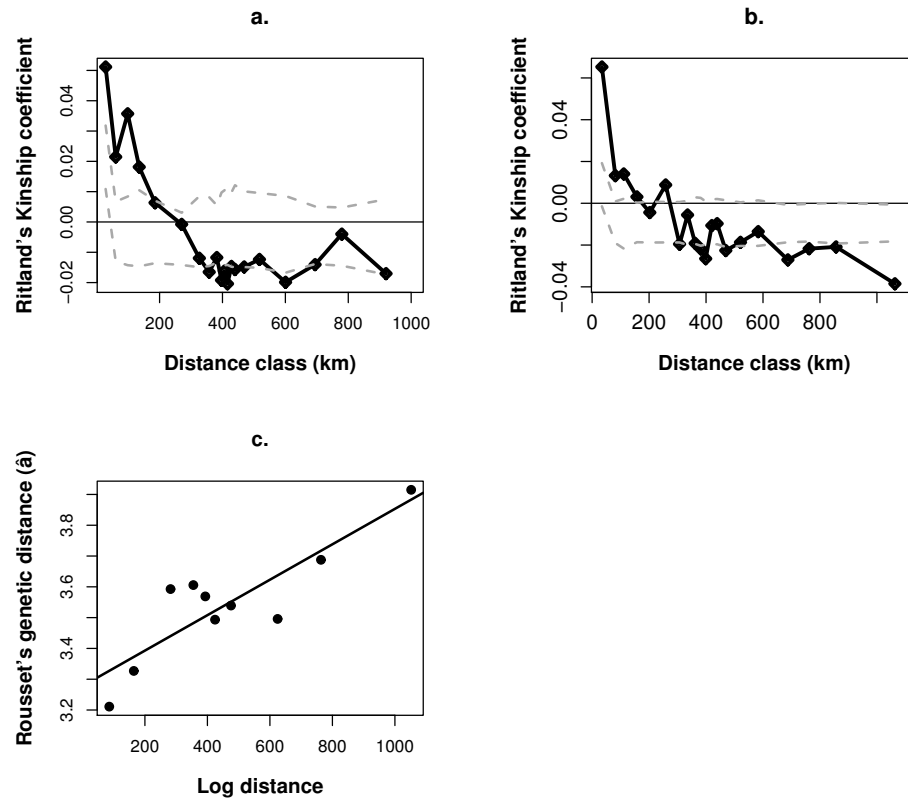 a.
Ritland's Kinship coefficient
0.04
0.02
0.00
−0.02
200 400 600 800 1000
Distance class (km)
b.
Ritland's Kinship coefficient
0.04
0.00
−0.04
0 200 400 600 800
Distance class (km)
c.
Rousset's genetic distance (â)
3.8
3.6
3.4
3.2
200 400 600 800 1000
Log distance